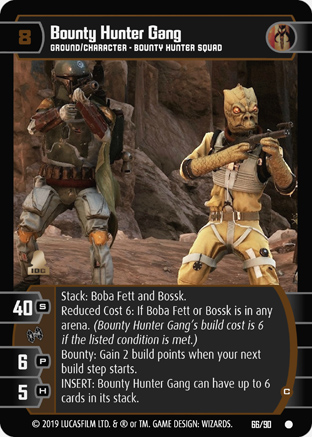 8 Bounty Hunter Gang
GROUND/CHARACTER - BOUNTY HUNTER SQUAD
40 S
6 P
5 H
Stack: Boba Fett and Bossk.
Reduced Cost 6: If Boba Fett or Bossk is in any
arena. (Bounty Hunter Gang's build cost is 6
if the listed condition is met.)
Bounty: Gain 2 build points when your next
build step starts.
INSERT: Bounty Hunter Gang can have up to 6
cards in its stack.
C
© 2019 LUCASFILM LTD. & ® or TM. GAME DESIGN: WIZARDS. 66/90